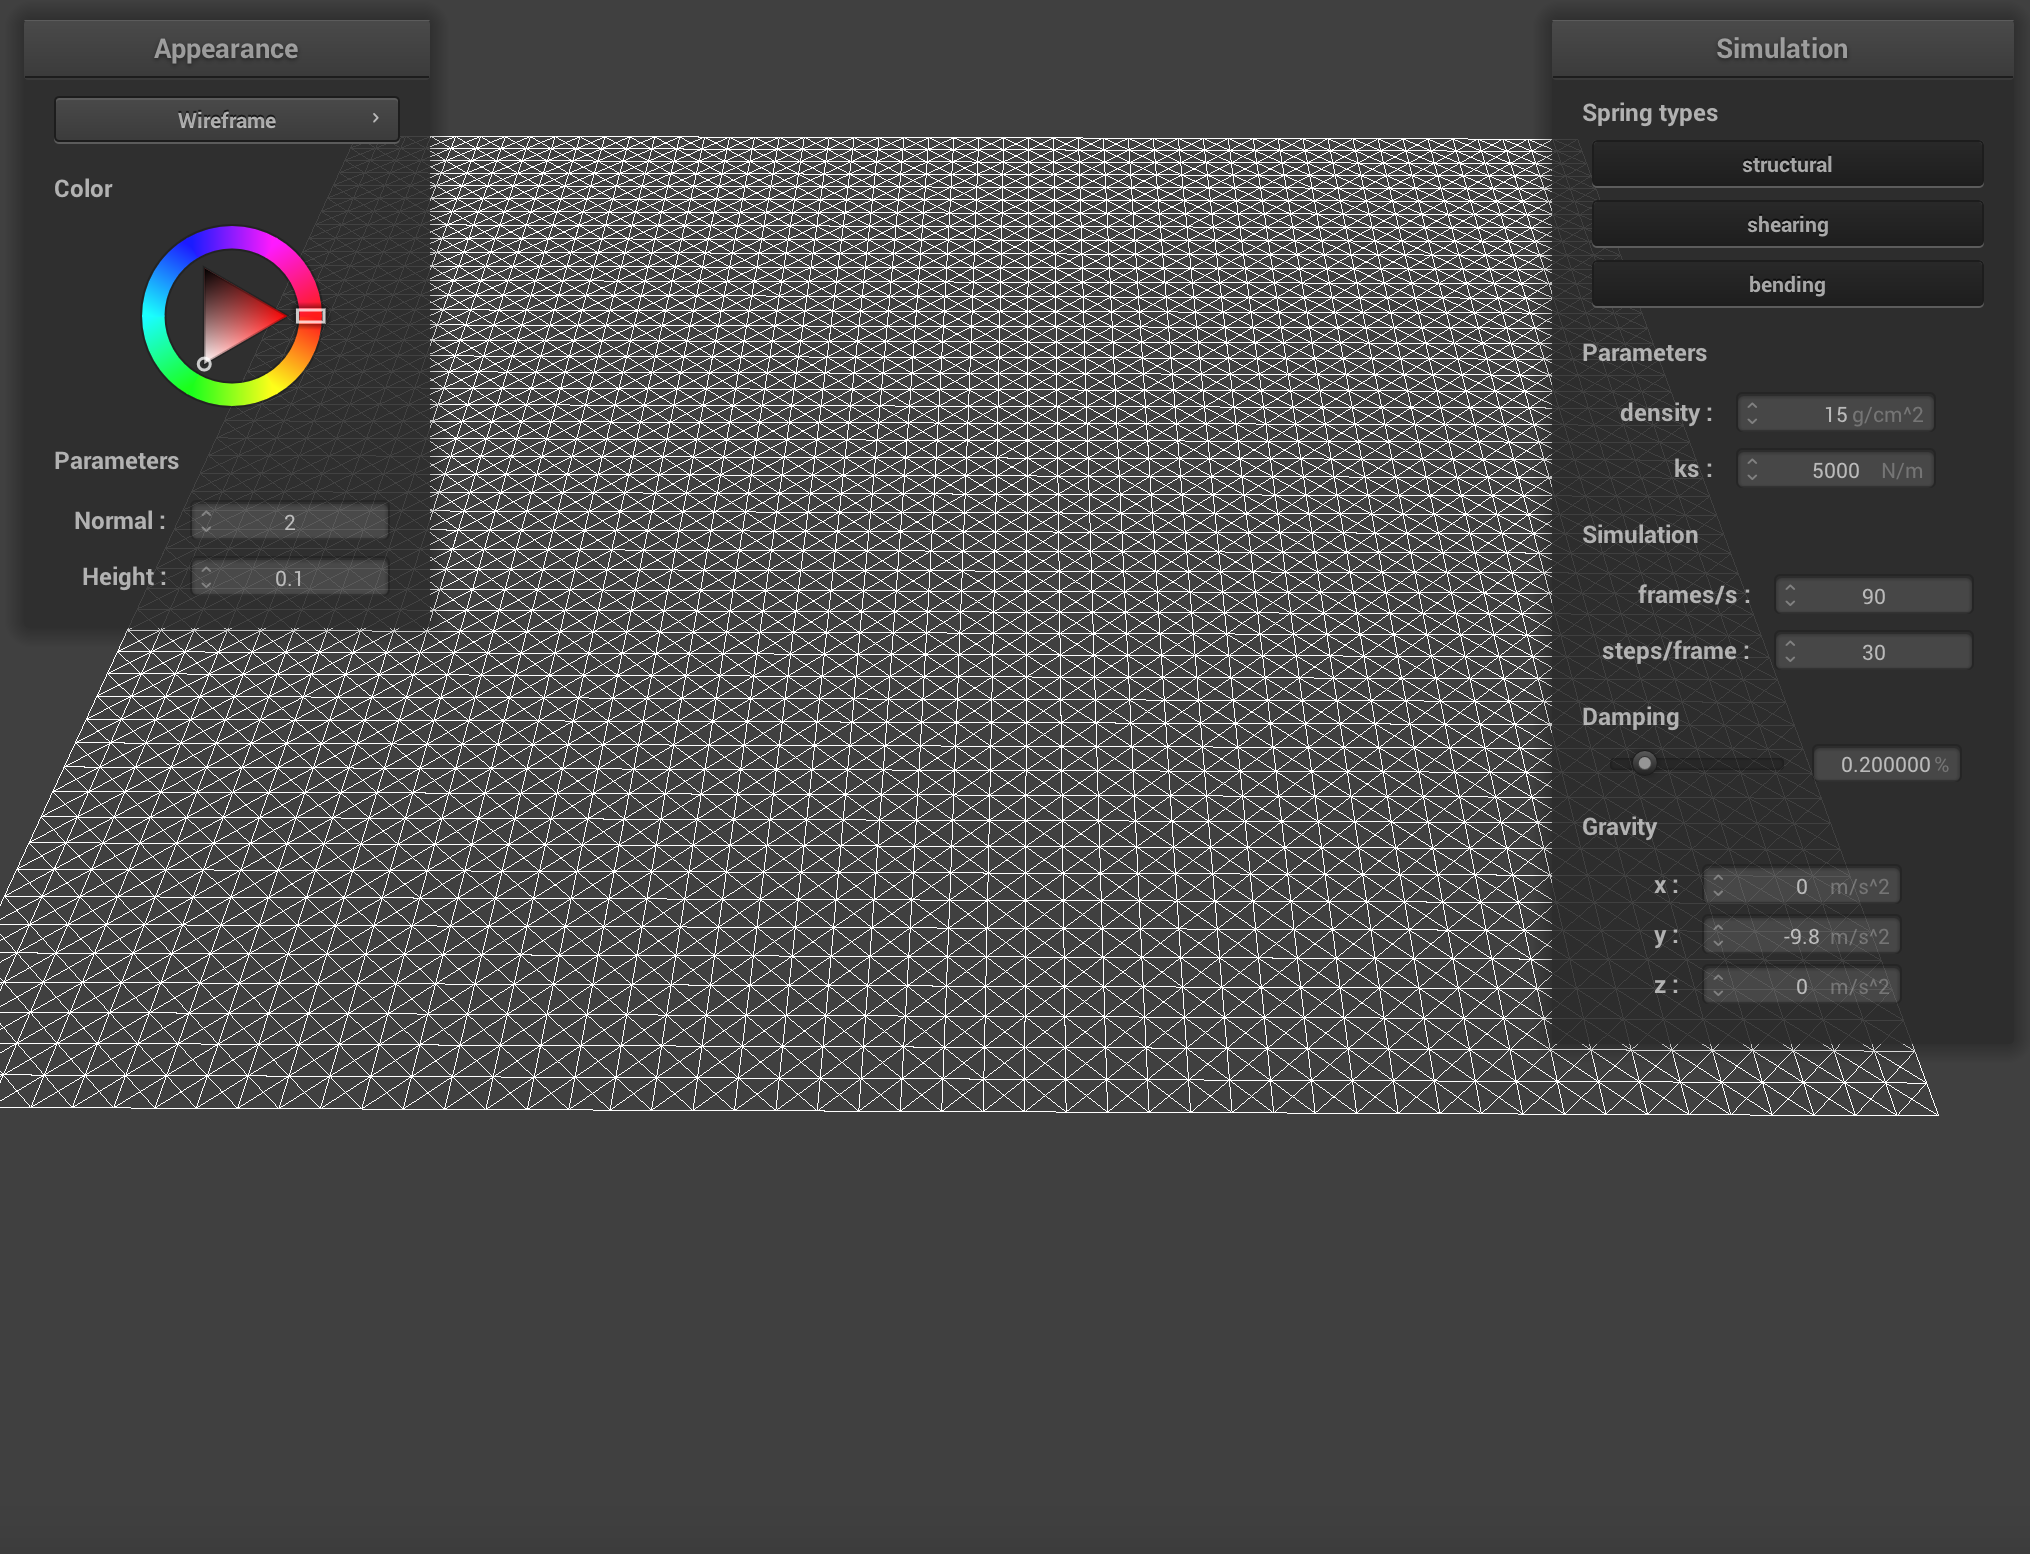 Appearance
Wireframe
Color
Parameters
Normal : 2
Height : 0.1
Simulation
Spring types
structural
shearing
bending
Parameters
density : 15 g/cm^2
ks : 5000 N/m
Simulation
frames/s : 90
steps/frame : 30
Damping
0.200000 %
Gravity
x : 0 m/s^2
y : -9.8 m/s^2
z : 0 m/s^2